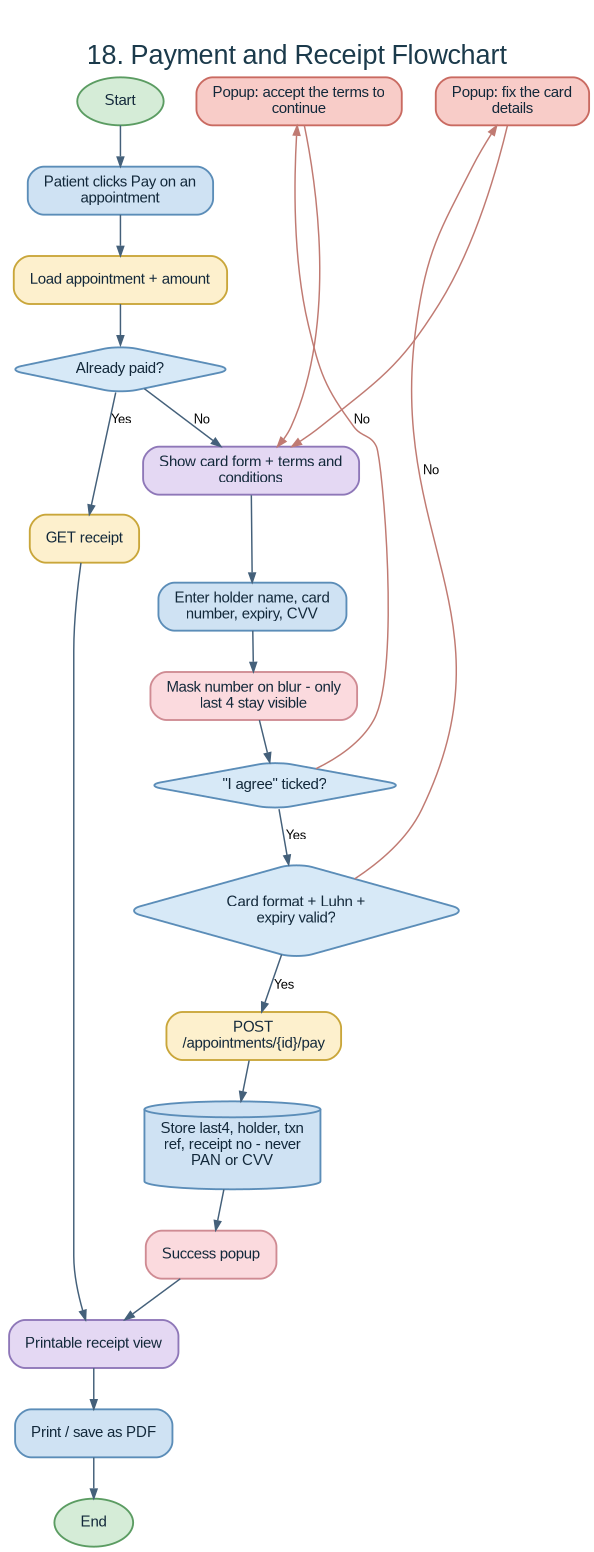 18. Payment and Receipt Flowchart
Start
Popup: accept the terms to
continue
Popup: fix the card
details
Patient clicks Pay on an
appointment
Load appointment + amount
Already paid?
Yes
No
No
Show card form + terms and
conditions
No
GET receipt
Enter holder name, card
number, expiry, CVV
Mask number on blur - only
last 4 stay visible
"I agree" ticked?
Yes
Card format + Luhn +
expiry valid?
Yes
POST
/appointments/{id}/pay
Store last4, holder, txn
ref, receipt no - never
PAN or CVV
Success popup
Printable receipt view
Print / save as PDF
End